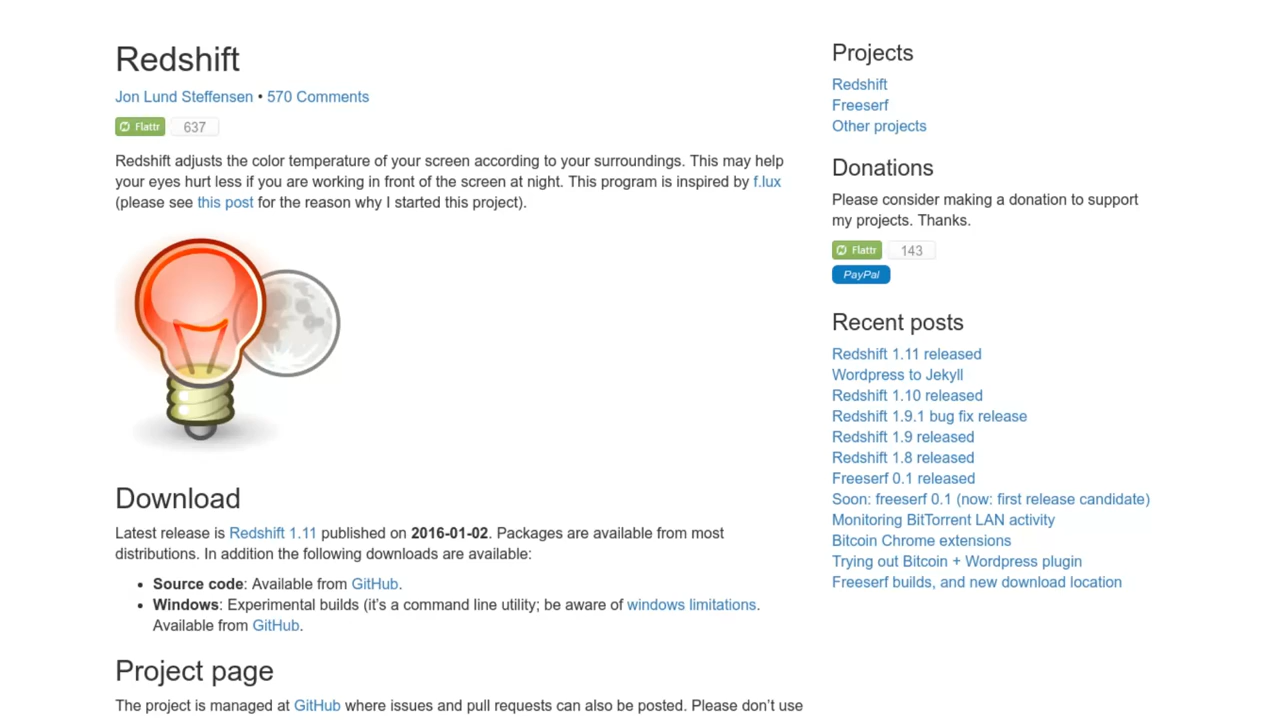 Redshift
Jon Lund Steffensen • 570 Comments
Flattr 637
Redshift adjusts the color temperature of your screen according to your surroundings. This may help
your eyes hurt less if you are working in front of the screen at night. This program is inspired by f.lux
(please see this post for the reason why I started this project).
Download
Latest release is Redshift 1.11 published on 2016-01-02. Packages are available from most
distributions. In addition the following downloads are available:
• Source code: Available from GitHub.
• Windows: Experimental builds (it's a command line utility; be aware of windows limitations.
Available from GitHub.
Project page
The project is managed at GitHub where issues and pull requests can also be posted. Please don't use
Projects
Redshift
Freeserf
Other projects
Donations
Please consider making a donation to support
my projects. Thanks.
Flattr 143
PayPal
Recent posts
Redshift 1.11 released
Wordpress to Jekyll
Redshift 1.10 released
Redshift 1.9.1 bug fix release
Redshift 1.9 released
Redshift 1.8 released
Freeserf 0.1 released
Soon: freeserf 0.1 (now: first release candidate)
Monitoring BitTorrent LAN activity
Bitcoin Chrome extensions
Trying out Bitcoin + Wordpress plugin
Freeserf builds, and new download location